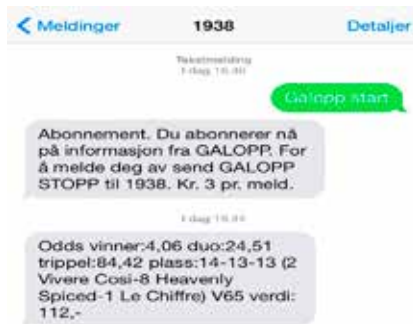 Meldinger
1938
Detaljer
Tekstmelding
Galopp start
Abonnement. Du abonnerer nå
på informasjon fra GALOPP. For
å melde deg av send GALOPP
STOPP til 1938. Kr. 3 pr. meld.
Odds vinner:4,06 duo:24,51
trippel:84,42 plass:14-13-13 (2
Vivere Cosi-8 Heavenly
Spiced-1 Le Chiffre) V65 verdi:
112,-